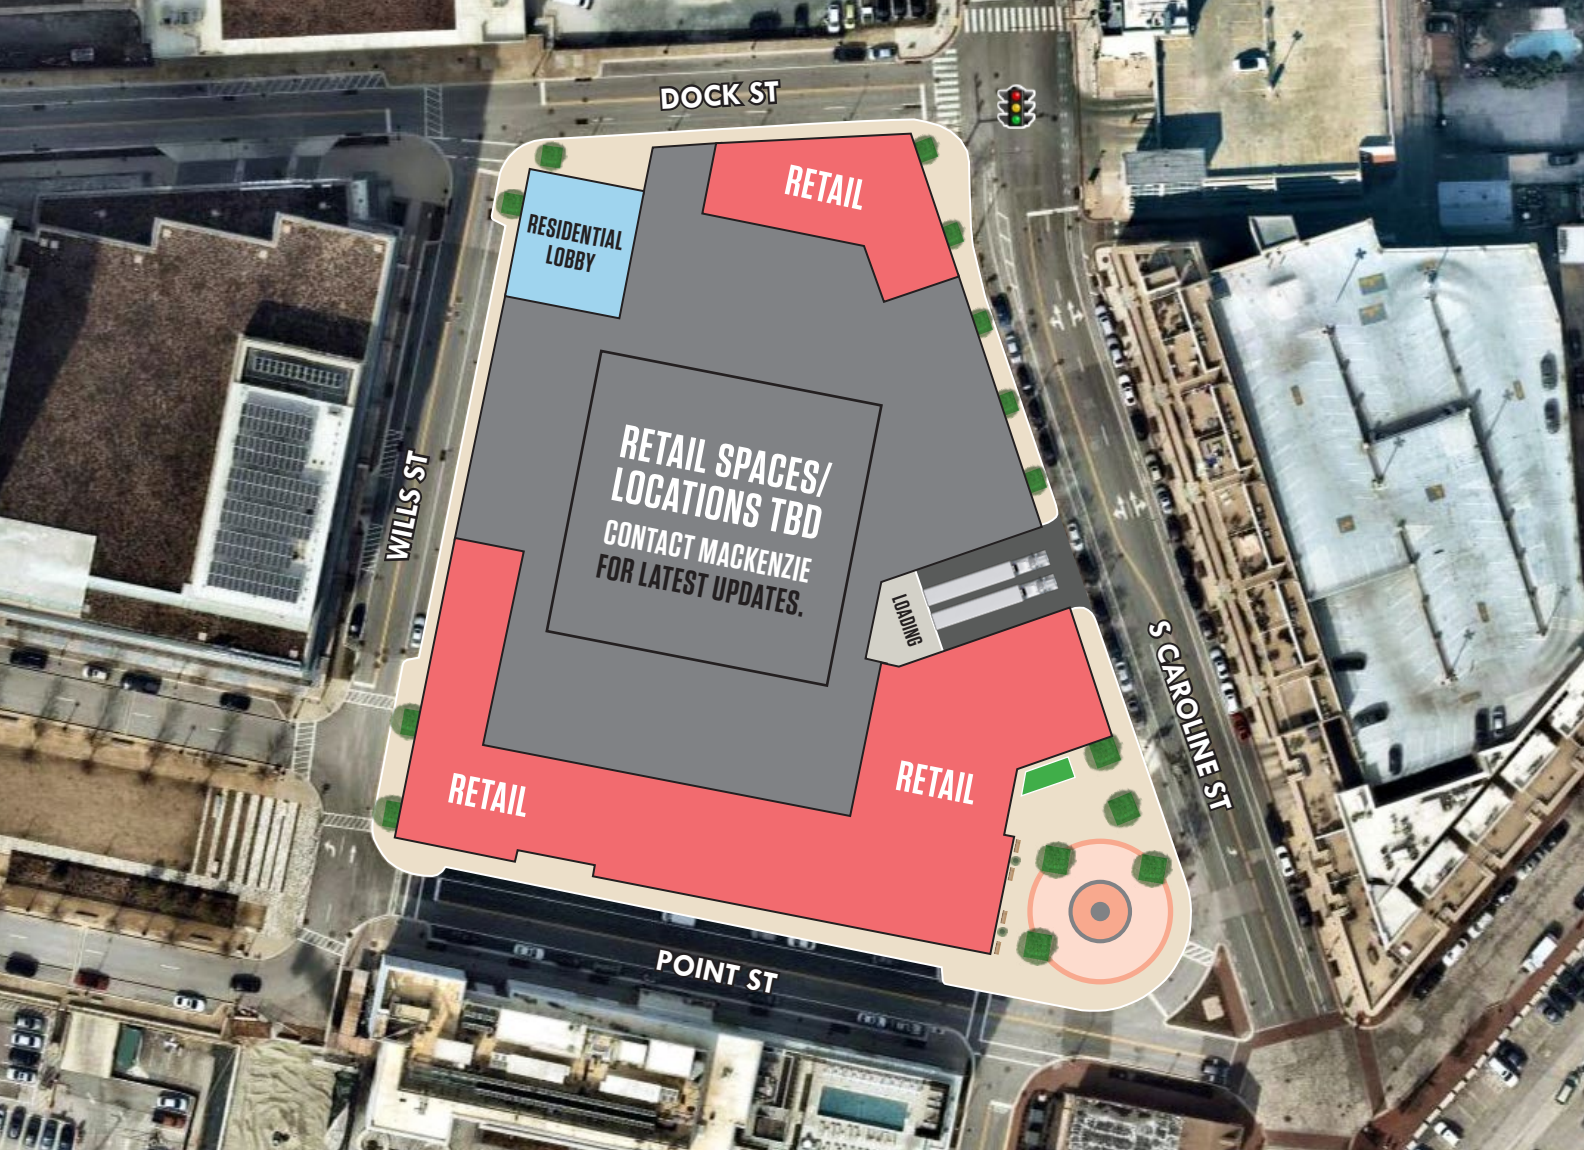 DOCK ST
RETAIL
RESIDENTIAL
LOBBY
RETAIL SPACES/
LOCATIONS TBD
CONTACT MACKENZIE
FOR LATEST UPDATES.
WILLS ST
LOADING
S CAROLINE ST
RETAIL
RETAIL
POINT ST